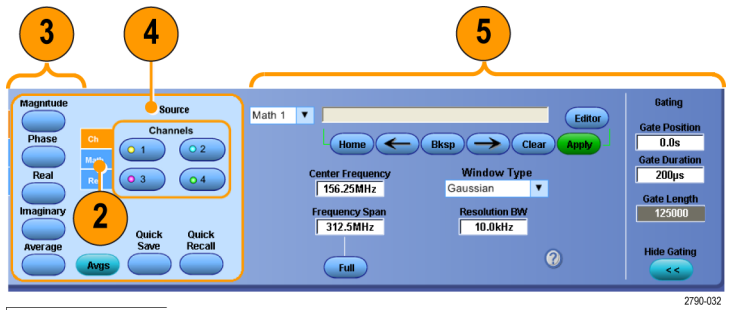 3
4
5
Magnitude
Phase
Real
Imaginary
Average
Source
Ch
Math
Channels
1
2
3
4
2
Avgs
Quick Save
Quick Recall
Math 1
Editor
Home
Bksp
Clear
Apply
Center Frequency
156.25MHz
Window Type
Gaussian
Frequency Span
312.5MHz
Resolution BW
10.0kHz
Full
?
Gating
Gate Position
0.0s
Gate Duration
200µs
Gate Length
125000
Hide Gating
<<
2790-032